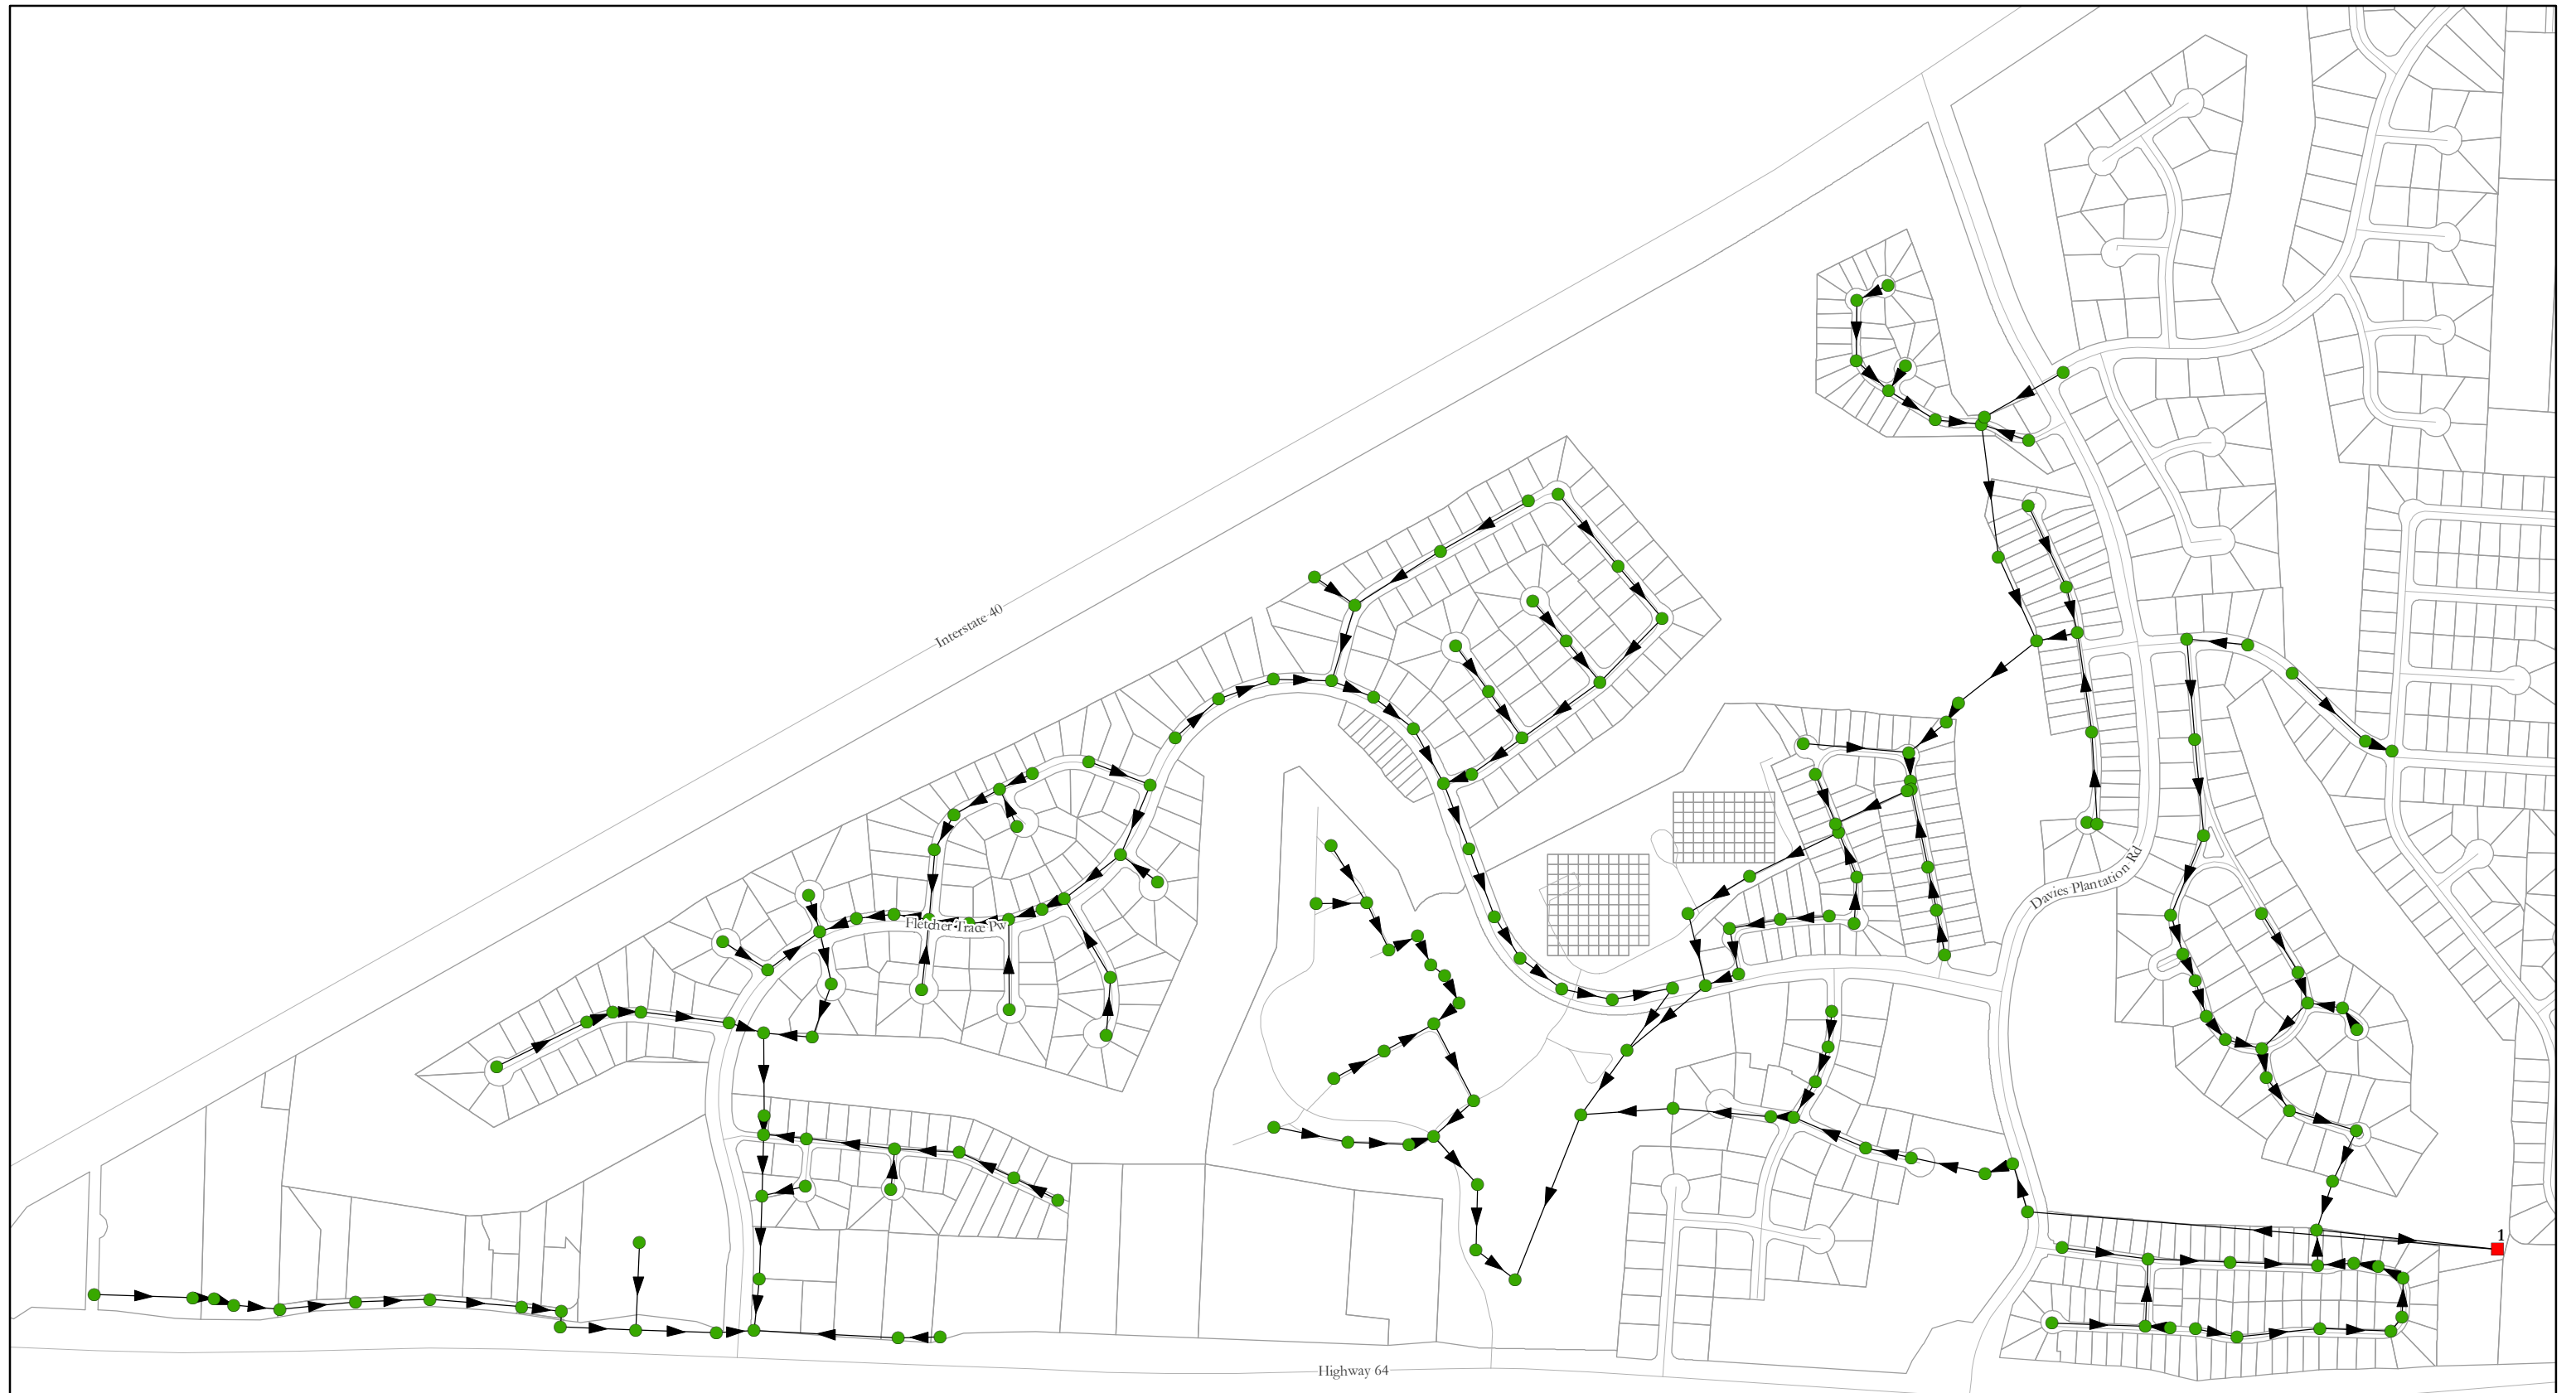 Interstate 40
Davies Plantation Rd
Fletcher Trace Pw
1
Highway 64